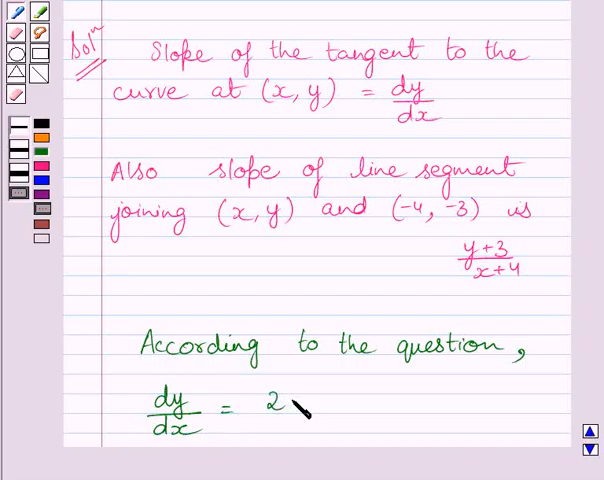 Solⁿ Slope of the tangent to the
curve at (x, y) = dy/dx
Also slope of line segment
joining (x, y) and (-4, -3) is
y+3/x+4
According to the question,
dy/dx = 2